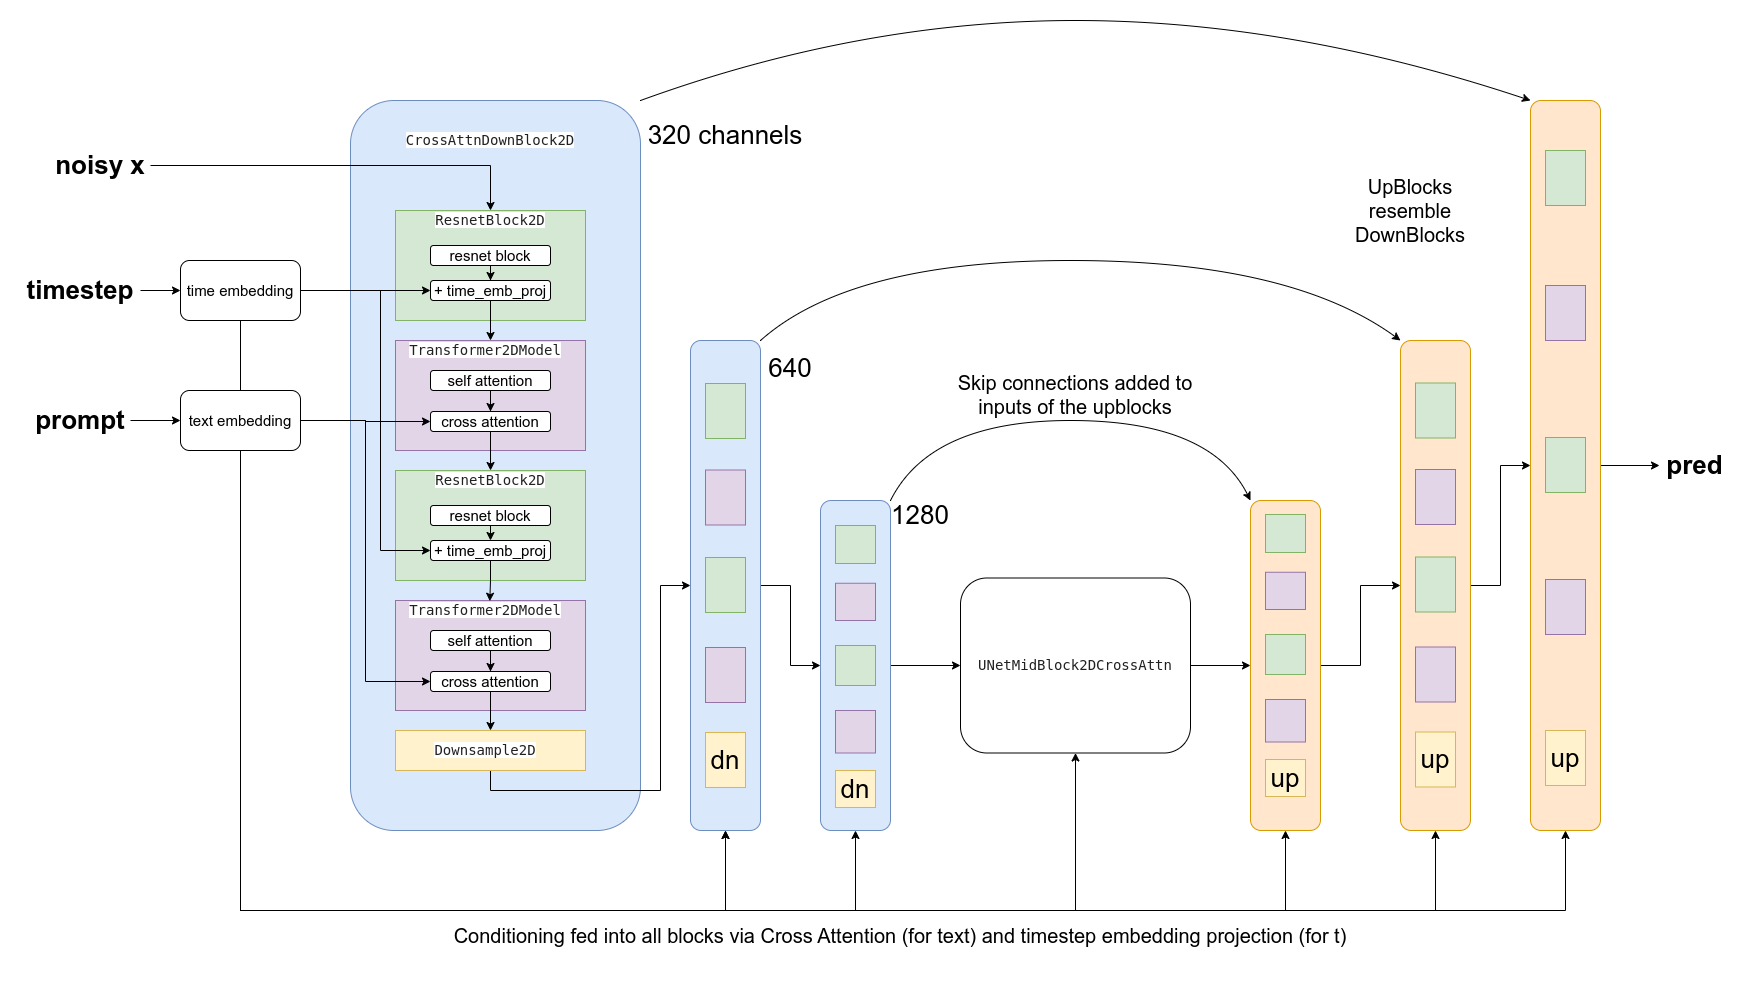 noisy x
timestep
prompt
time embedding
text embedding
CrossAttnDownBlock2D
ResnetBlock2D
resnet block
+ time_emb_proj
Transformer2DModel
self attention
cross attention
ResnetBlock2D
resnet block
+ time_emb_proj
Transformer2DModel
self attention
cross attention
Downsample2D
320 channels
640
dn
1280
dn
Skip connections added to
inputs of the upblocks
UNetMidBlock2DCrossAttn
up
up
UpBlocks
resemble
DownBlocks
up
pred
Conditioning fed into all blocks via Cross Attention (for text) and timestep embedding projection (for t)